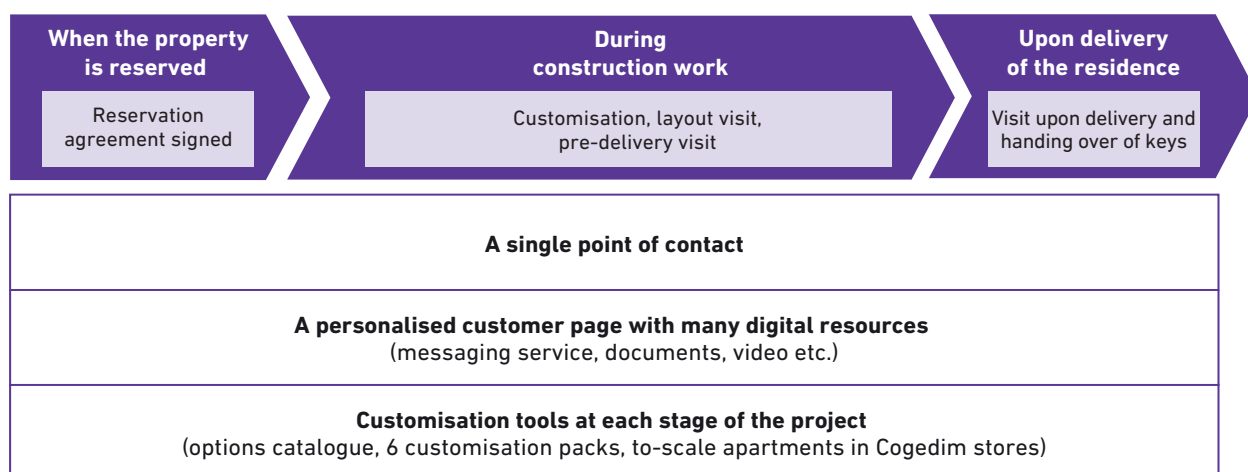 When the property
is reserved
Reservation
agreement signed
During
construction work
Customisation, layout visit,
pre-delivery visit
Upon delivery
of the residence
Visit upon delivery and
handing over of keys
A single point of contact
A personalised customer page with many digital resources
(messaging service, documents, video etc.)
Customisation tools at each stage of the project
(options catalogue, 6 customisation packs, to-scale apartments in Cogedim stores)